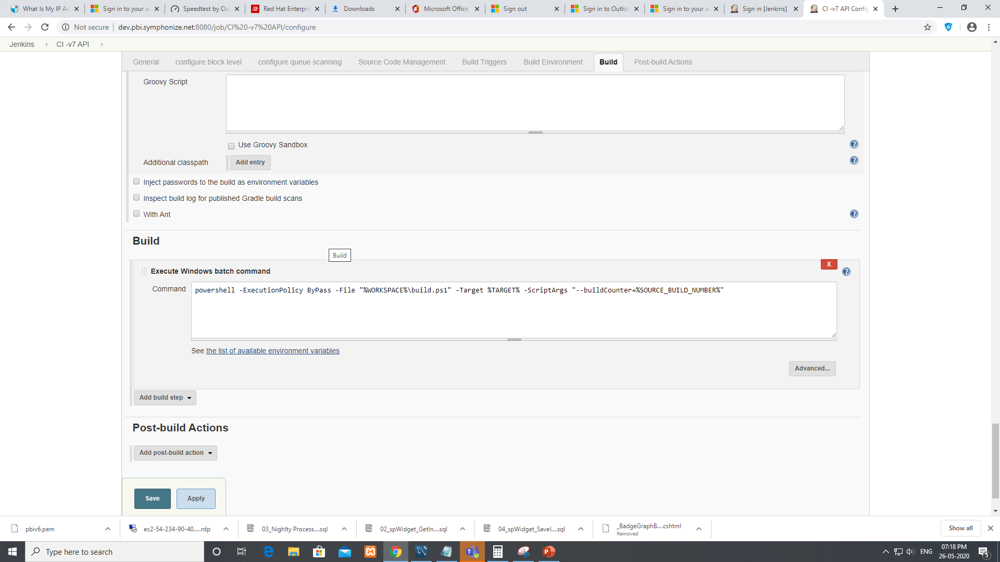 What Is My IP Ad
Sign in to your a
Speedtest by Oo
Red Hat Enterpri
Downloads
Microsoft Office
Sign out
Sign in to Outlo
Sign in to your a
Sign in [Jenkins]
CI -v7 API Config
Not secure
dev.pbi.symphonize.net:8080/job/CI%20-v7%20API/configure
Jenkins
CI -v7 API
General
configure block level
configure queue scanning
Source Code Management
Build Triggers
Build Environment
Build
Post-build Actions
Groovy Script
Use Groovy Sandbox
Additional classpath
Add entry
Inject passwords to the build as environment variables
Inspect build log for published Gradle build scans
With Ant
Build
Build
X
Execute Windows batch command
Command
powershell -ExecutionPolicy ByPass -File "%WORKSPACE%\build.ps1" -Target %TARGET% -ScriptArgs "--buildCounter=%SOURCE_BUILD_NUMBER%"
See the list of available environment variables
Advanced...
Add build step
Post-build Actions
Add post-build action
Save
Apply
pbiv6.pem
ec2-54-234-90-40.....rdp
03_Nighlty Process....sql
02_spWidget_GetIn....sql
04_spWidget_SaveI....sql
_BadgeGraphB....cshtml
Removed
Show all
Type here to search
ENG
07:18 PM
26-05-2020
5